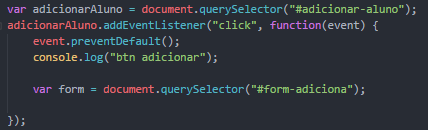 var adicionarAluno = document.querySelector("#adicionar-aluno");
adicionarAluno.addEventListener("click", function(event) {
event.preventDefault();
console.log("btn adicionar");
var form = document.querySelector("#form-adiciona");
});